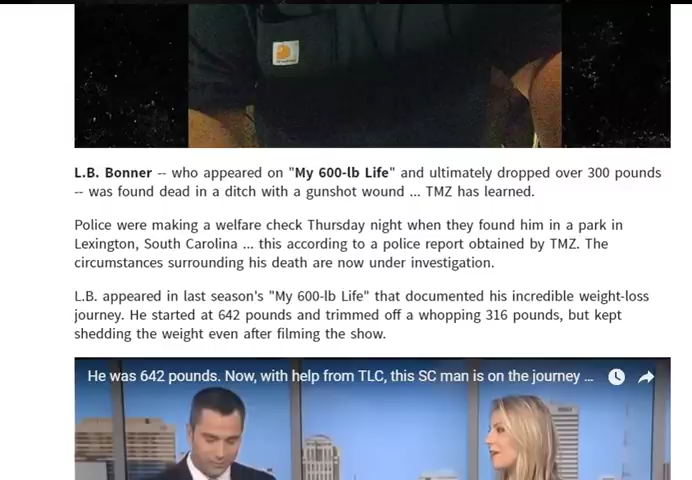 L.B. Bonner -- who appeared on "My 600-lb Life" and ultimately dropped over 300 pounds
-- was found dead in a ditch with a gunshot wound ... TMZ has learned.
Police were making a welfare check Thursday night when they found him in a park in
Lexington, South Carolina ... this according to a police report obtained by TMZ. The
circumstances surrounding his death are now under investigation.
L.B. appeared in last season's "My 600-lb Life" that documented his incredible weight-loss
journey. He started at 642 pounds and trimmed off a whopping 316 pounds, but kept
shedding the weight even after filming the show.
He was 642 pounds. Now, with help from TLC, this SC man is on the journey ...